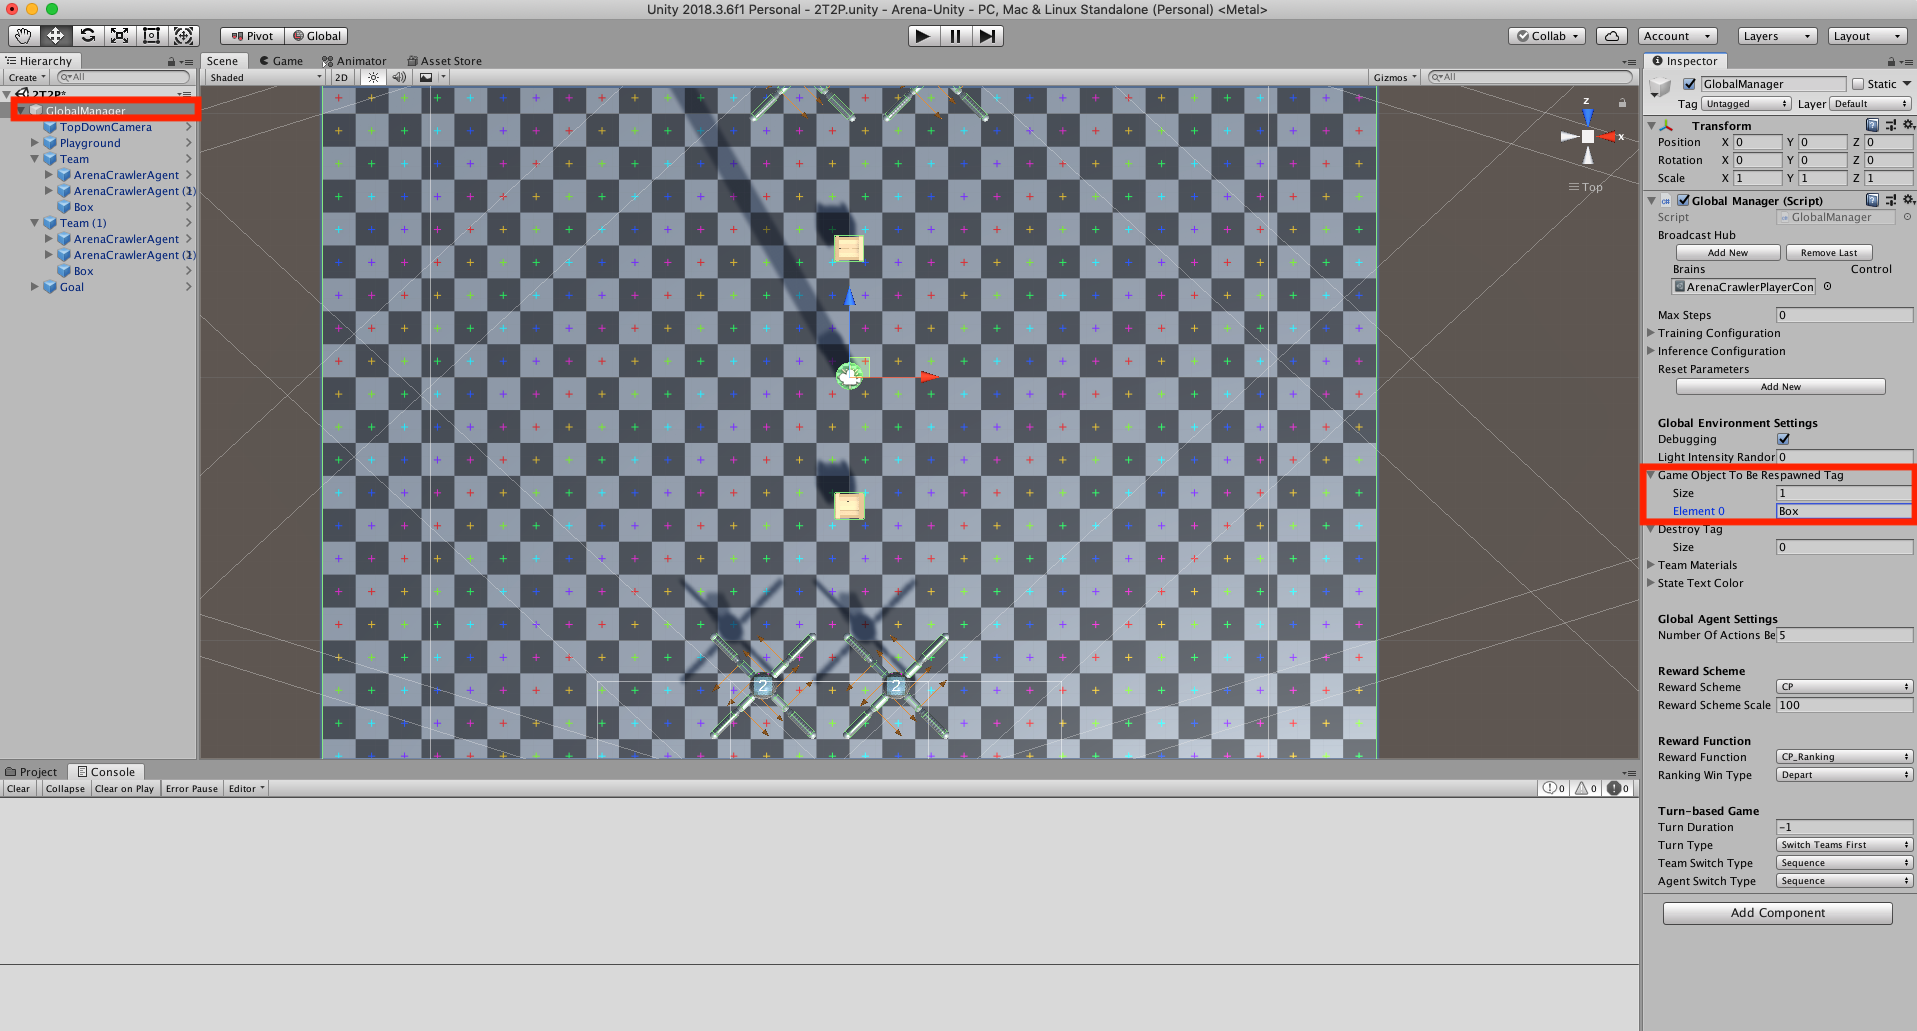 Unity 2018.3.6f1 Personal - 2T2P.unity - Arena-Unity - PC, Mac & Linux Standalone (Personal) <Metal>
Pivot Global Collab Account Layers Layout
Hierarchy
Create All
2T2P*
GlobalManager
TopDownCamera
Playground
Team
ArenaCrawlerAgent
ArenaCrawlerAgent (1)
Box
Team (1)
ArenaCrawlerAgent
ArenaCrawlerAgent (1)
Box
Goal
Scene Game Animator Asset Store
Shaded 2D Gizmos All
z
x
Top
2 2
Project Console
Clear Collapse Clear on Play Error Pause Editor 0 0 0
Inspector
GlobalManager Static
Tag Untagged Layer Default
Transform
Position X 0 Y 0 Z 0
Rotation X 0 Y 0 Z 0
Scale X 1 Y 1 Z 1
Global Manager (Script)
Script GlobalManager
Broadcast Hub
Add New Remove Last
Brains Control
ArenaCrawlerPlayerCon
Max Steps 0
Training Configuration
Inference Configuration
Reset Parameters
Add New
Global Environment Settings
Debugging
Light Intensity Randor 0
Game Object To Be Respawned Tag
Size 1
Element 0 Box
Destroy Tag
Size 0
Team Materials
State Text Color
Global Agent Settings
Number Of Actions Be 5
Reward Scheme
Reward Scheme CP
Reward Scheme Scale 100
Reward Function
Reward Function CP_Ranking
Ranking Win Type Depart
Turn-based Game
Turn Duration -1
Turn Type Switch Teams First
Team Switch Type Sequence
Agent Switch Type Sequence
Add Component